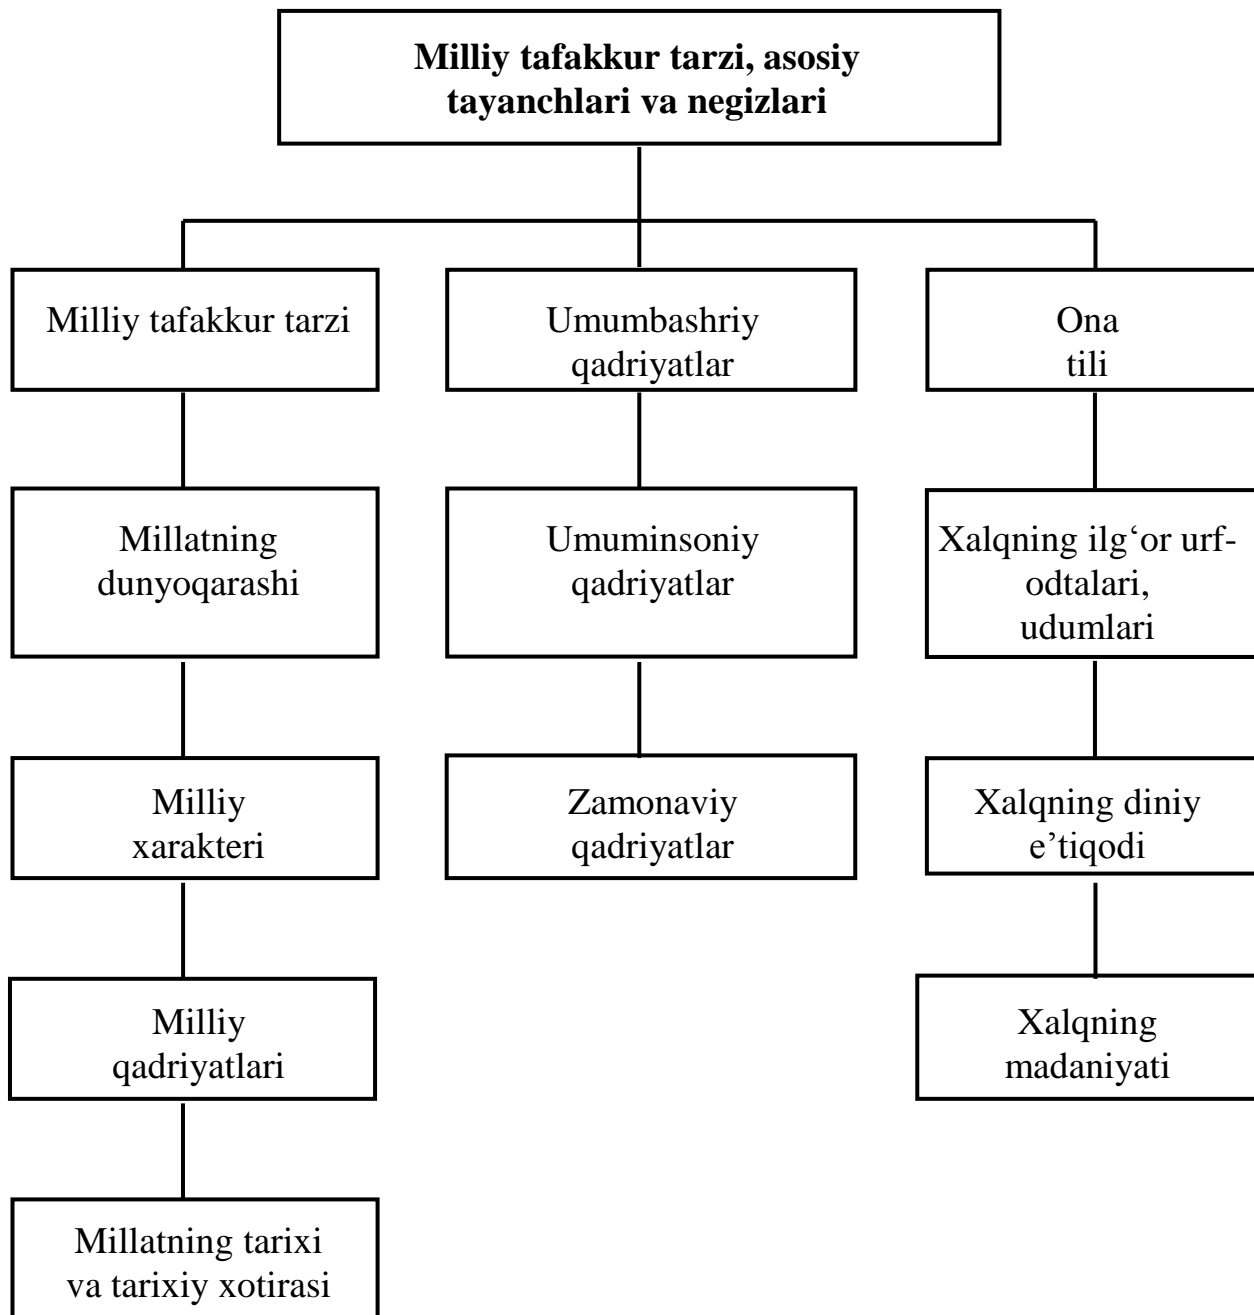 Milliy tafakkur tarzi, asosiy
tayanchlari va negizlari
Milliy tafakkur tarzi
Umumbashriy
qadriyatlar
Ona
tili
Millatning
dunyoqarashi
Umuminsoniy
qadriyatlar
Xalqning ilg‘or urf-
odtalari,
udumlari
Milliy
xarakteri
Zamonaviy
qadriyatlar
Xalqning diniy
e’tiqodi
Milliy
qadriyatlari
Xalqning
madaniyati
Millatning tarixi
va tarixiy xotirasi